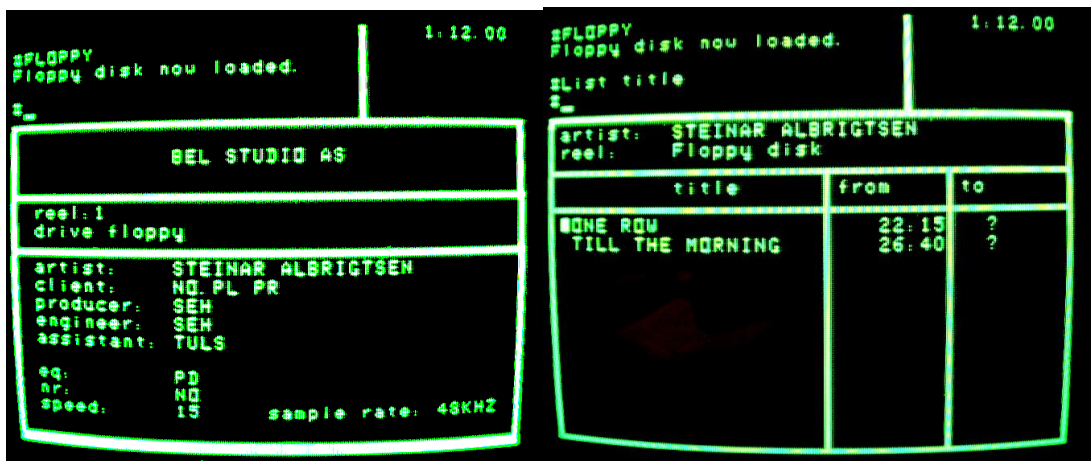 1:12.00
#FLOPPY
Floppy disk now loaded.
#_
BEL STUDIO AS
reel:1
drive floppy
artist: STEINAR ALBRIGTSEN
client: NO.PL PR
producer: SEH
engineer: SEH
assistant: TULS
eq: PD
nr: NO
speed: 15 sample rate: 48KHZ
1:12.00
#FLOPPY
Floppy disk now loaded.
#List title
#_
artist: STEINAR ALBRIGTSEN
reel: Floppy disk
title from to
ONE ROW 22:15 ?
TILL THE MORNING 26:40 ?